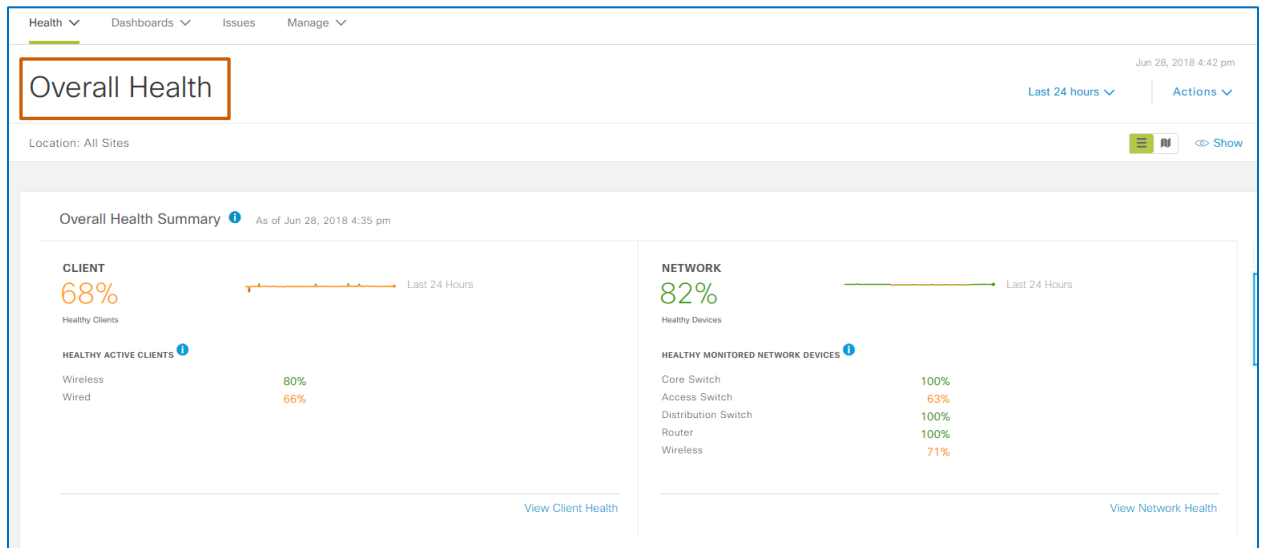 Health Dashboards Issues Manage
Jun 28, 2018 4:42 pm
Overall Health
Last 24 hours Actions
Location: All Sites
Show
Overall Health Summary i As of Jun 28, 2018 4:35 pm
CLIENT
68%
Last 24 Hours
Healthy Clients
HEALTHY ACTIVE CLIENTS i
Wireless 80%
Wired 66%
View Client Health
NETWORK
82%
Last 24 Hours
Healthy Devices
HEALTHY MONITORED NETWORK DEVICES i
Core Switch 100%
Access Switch 63%
Distribution Switch 100%
Router 100%
Wireless 71%
View Network Health